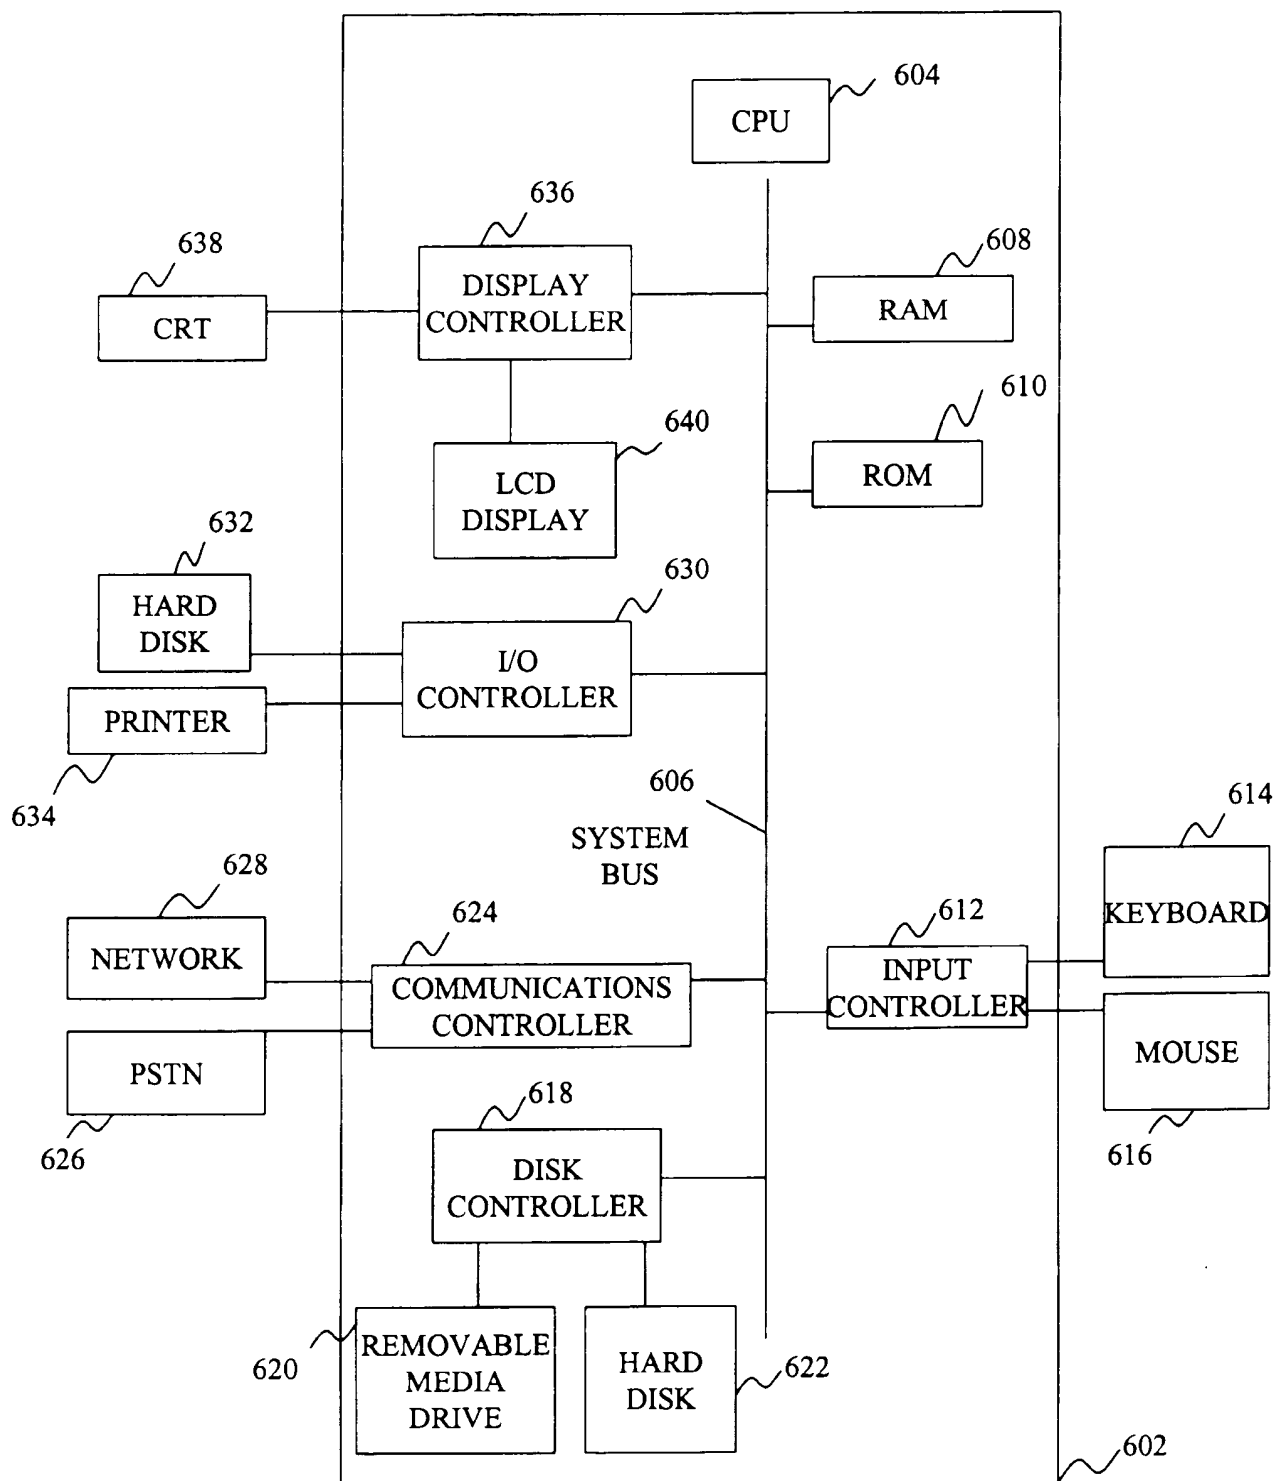 604
CPU
636
638
608
DISPLAY
CONTROLLER
RAM
CRT
610
640
ROM
LCD
DISPLAY
632
630
HARD
DISK
I/O
CONTROLLER
PRINTER
634
606
614
SYSTEM
BUS
628
624
612
KEYBOARD
NETWORK
COMMUNICATIONS
CONTROLLER
INPUT
CONTROLLER
PSTN
MOUSE
626
618
616
DISK
CONTROLLER
620
REMOVABLE
MEDIA
DRIVE
HARD
DISK
622
602